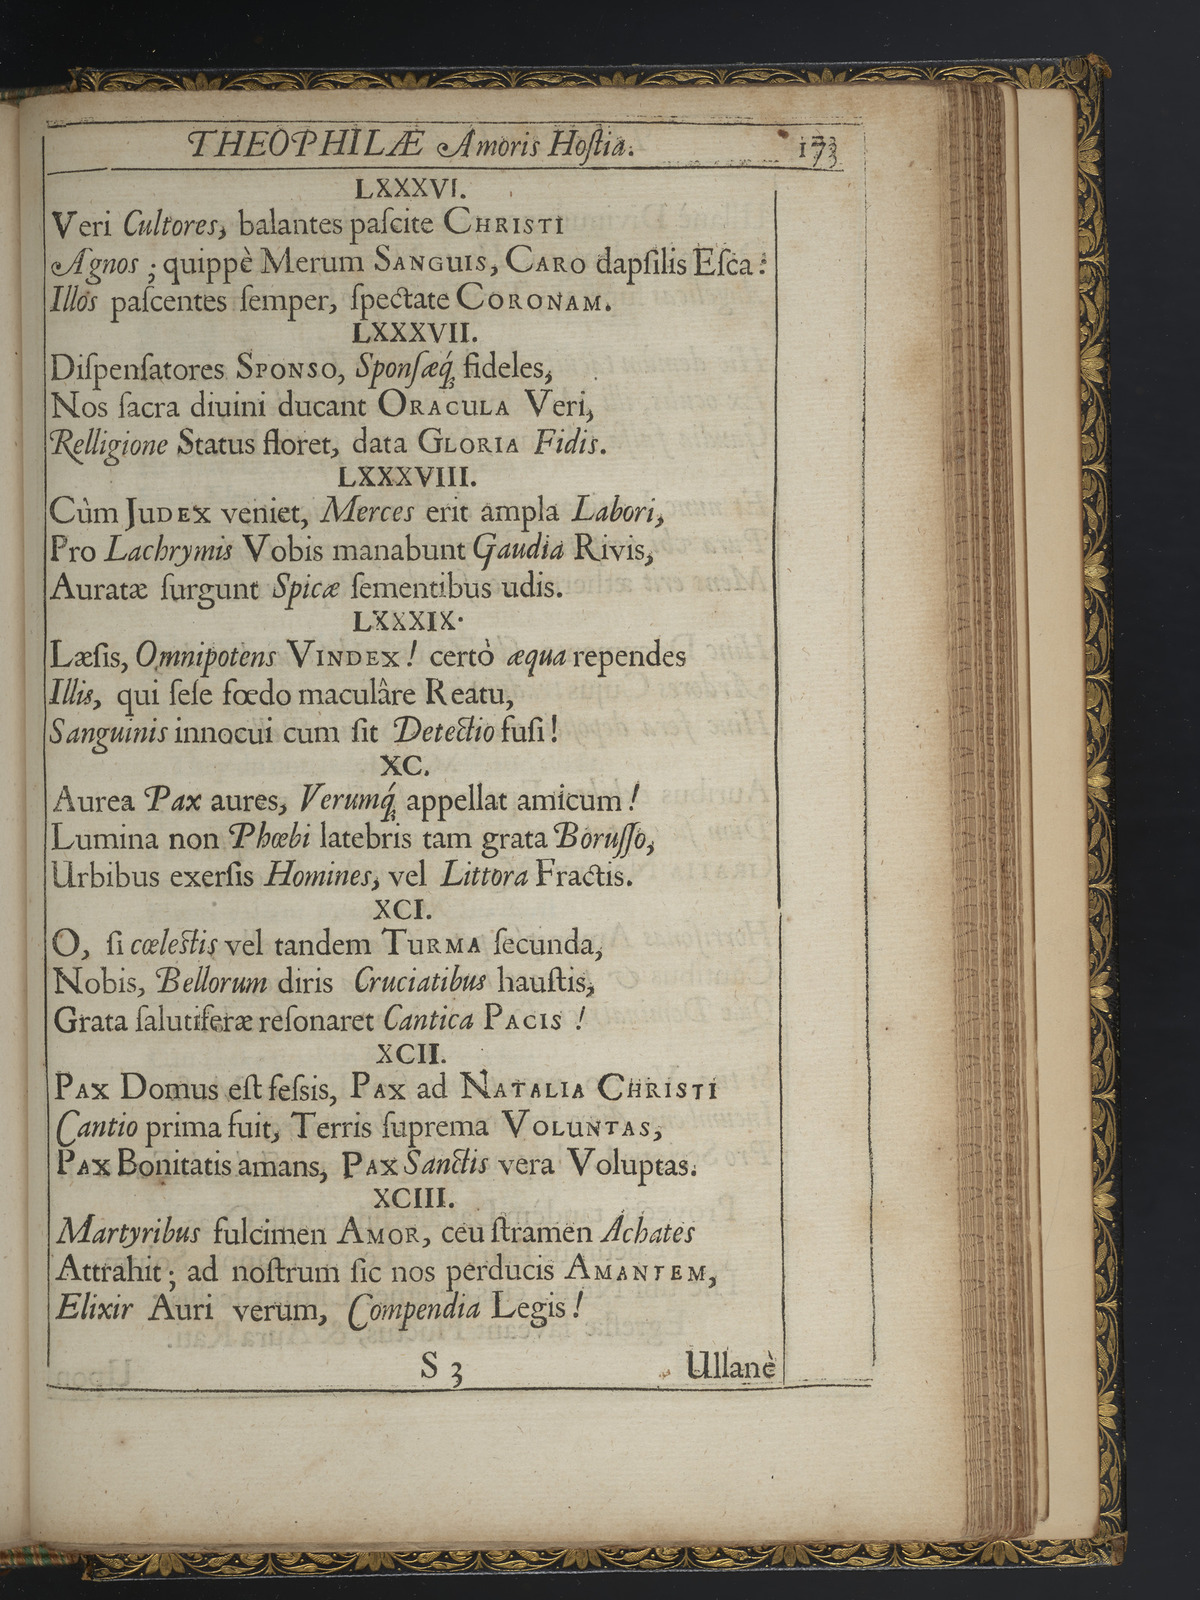 THEOPHILÆ Amoris Hoſtia. 173
LXXXVI.
Veri Cultores, balantes paſcite CHRISTI
Agnos ; quippè Merum SANGUIS, CARO dapſilis Eſca :
Illos paſcentes ſemper, ſpectate CORONAM.
LXXXVII.
Diſpenſatores SPONSO, Sponſæq́; fideles,
Nos ſacra diuini ducant ORACULA Veri,
Relligione Status floret, data GLORIA Fidis.
LXXXVIII.
Cùm JUDEX veniet, Merces erit ampla Labori,
Pro Lachrymis Vobis manabunt Gaudia Rivis,
Auratæ ſurgunt Spicæ ſementibus udis.
LXXXIX.
Læſis, Omnipotens VINDEX ! certò æqua rependes
Illis, qui ſeſe fœdo maculâre Reatu,
Sanguinis innocui cum ſit Detectio fuſi !
XC.
Aurea Pax aures, Verumq́; appellat amicum !
Lumina non Phœbi latebris tam grata Boruſſo,
Urbibus exerſis Homines, vel Littora Fractis.
XCI.
O, ſi cœleſtis vel tandem TURMA ſecunda,
Nobis, Bellorum diris Cruciatibus hauſtis,
Grata ſalutiferæ reſonaret Cantica PACIS !
XCII.
PAX Domus eſt feſsis, PAX ad NATALIA CHRISTI
Cantio prima fuit, Terris ſuprema VOLUNTAS,
PAX Bonitatis amans, PAX Sanctis vera Voluptas.
XCIII.
Martyribus fulcimen AMOR, ceu ſtramen Achates
Attrahit ; ad noſtrum ſic nos perducis AMANTEM,
Elixir Auri verum, Compendia Legis !
S 3 Ullanè